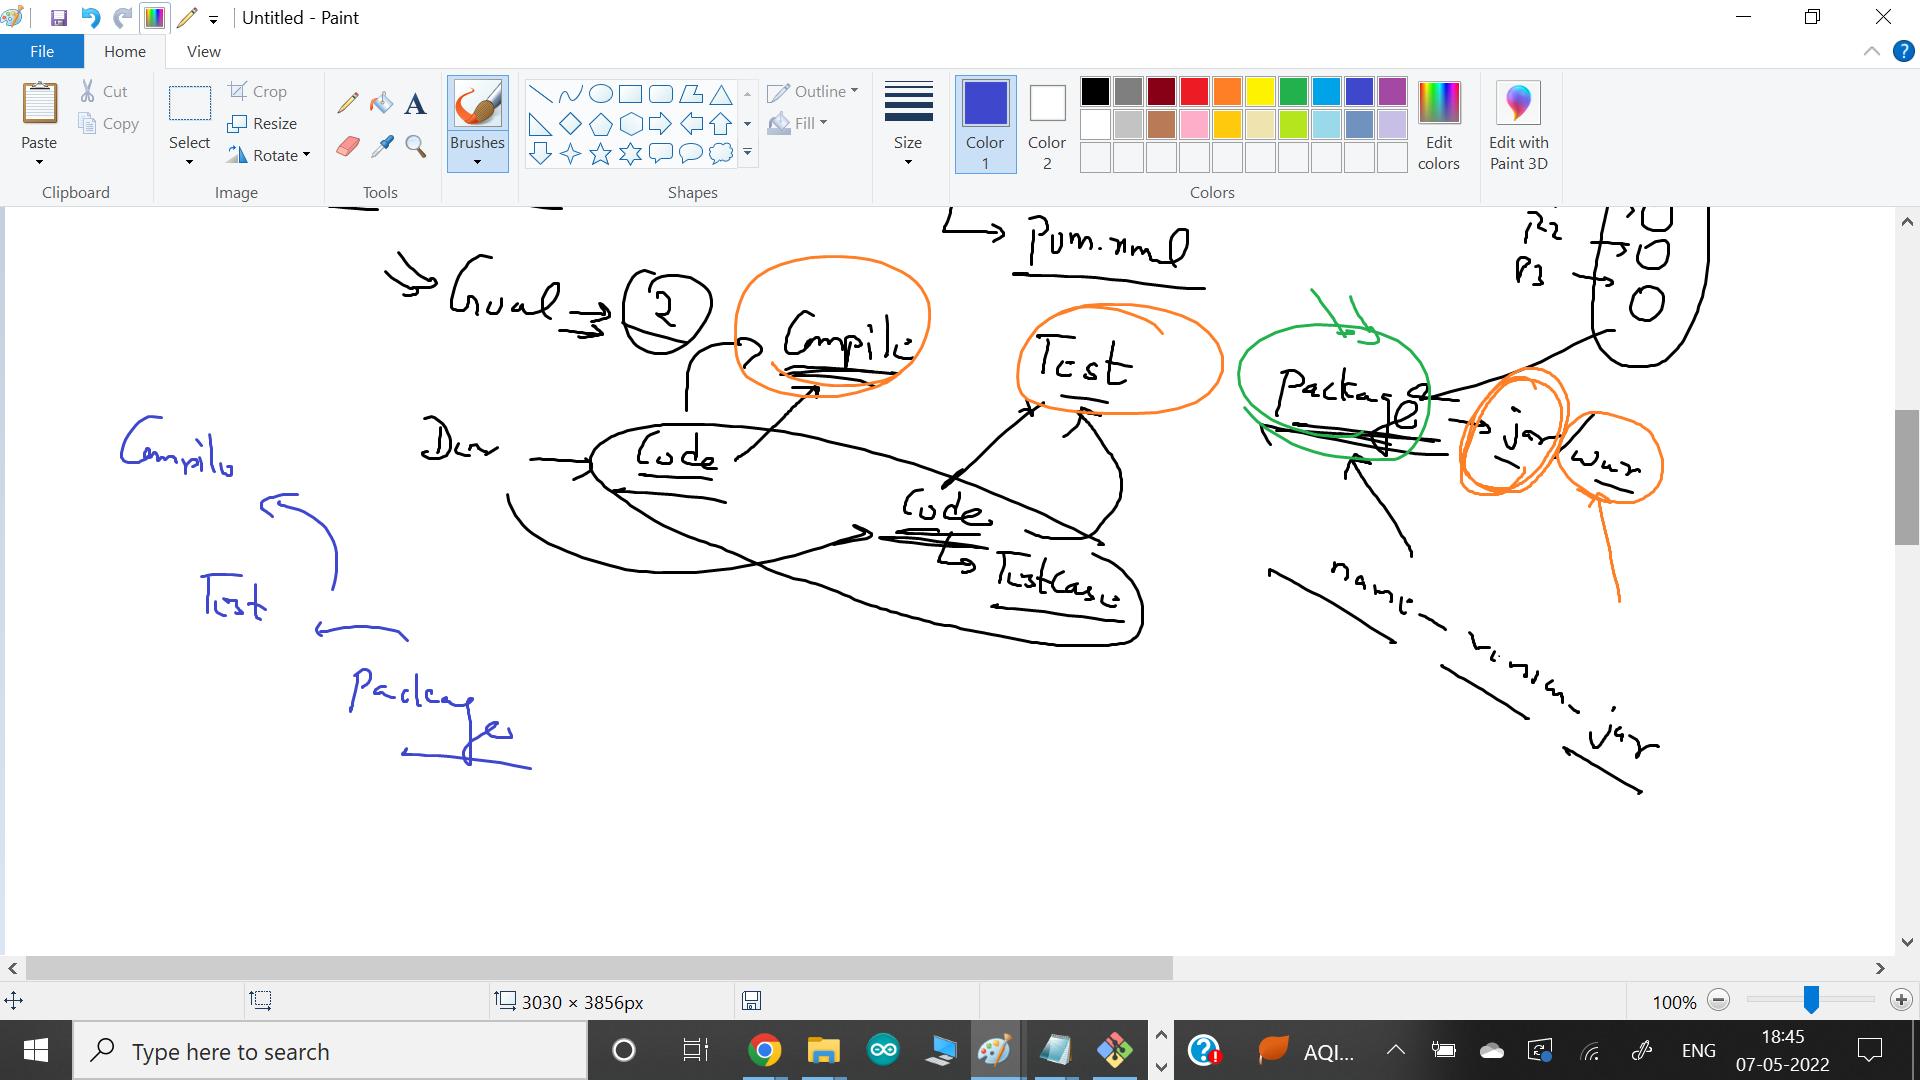 Untitled - Paint
File Home View
Paste
Cut
Copy
Clipboard
Select
Crop
Resize
Rotate
Image
Tools
Brushes
Shapes
Outline
Fill
Size
Color 1
Color 2
Colors
Edit colors
Edit with Paint 3D
Pom.xml
P2
P3
Goal 2 Compile Test Package jar / war
Dev Code
Code
TestCase
name - version - jar
Compile
Test
Package
3030 × 3856px
100%
Type here to search
AQI...
ENG
18:45
07-05-2022